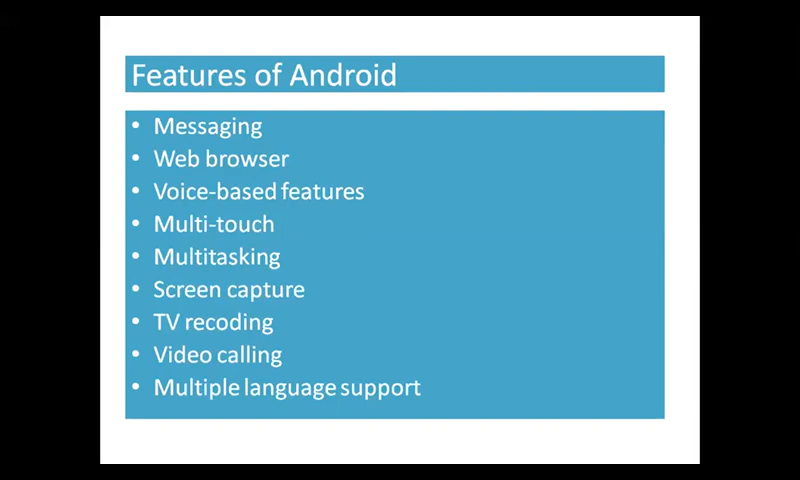 Features of Android
• Messaging
• Web browser
• Voice-based features
• Multi-touch
• Multitasking
• Screen capture
• TV recoding
• Video calling
• Multiple language support